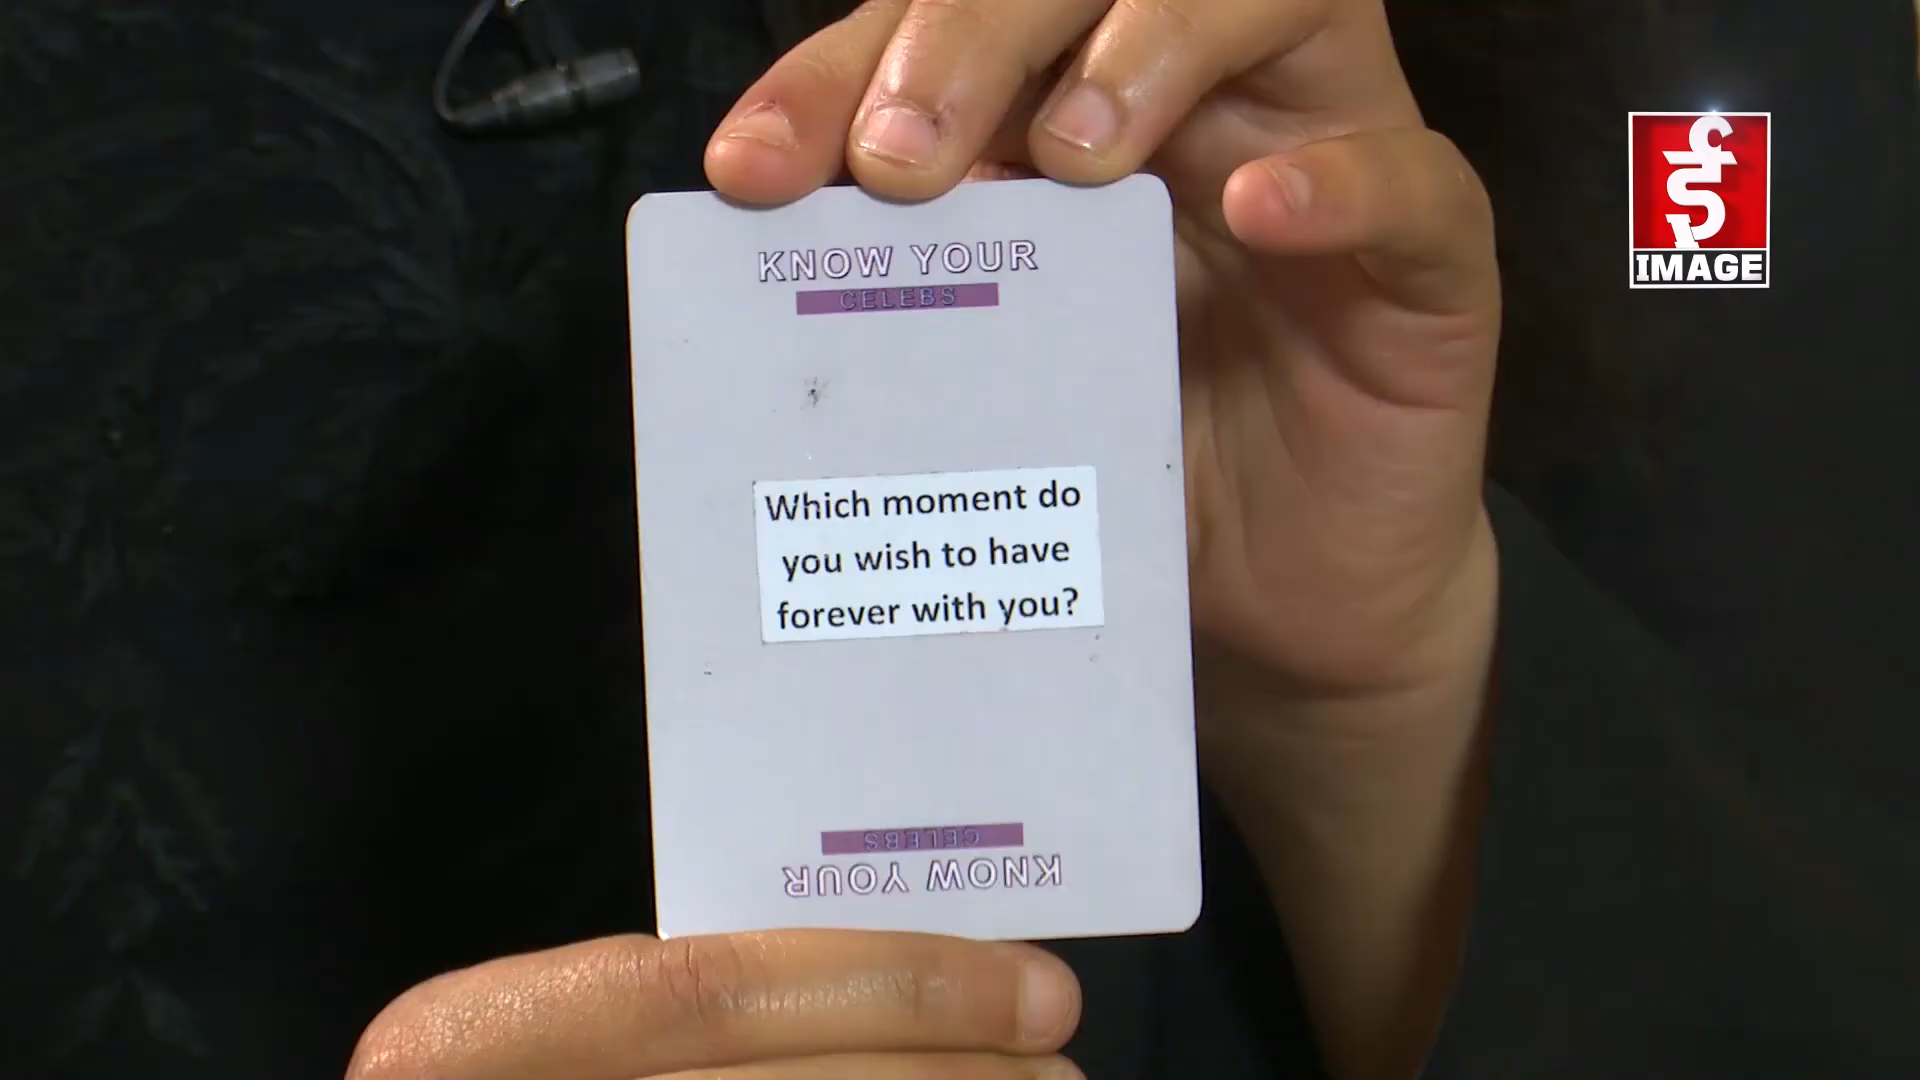 KNOW YOUR
CELEBS
Which moment do
you wish to have
forever with you?
CELEBS
KNOW YOUR
IMAGE